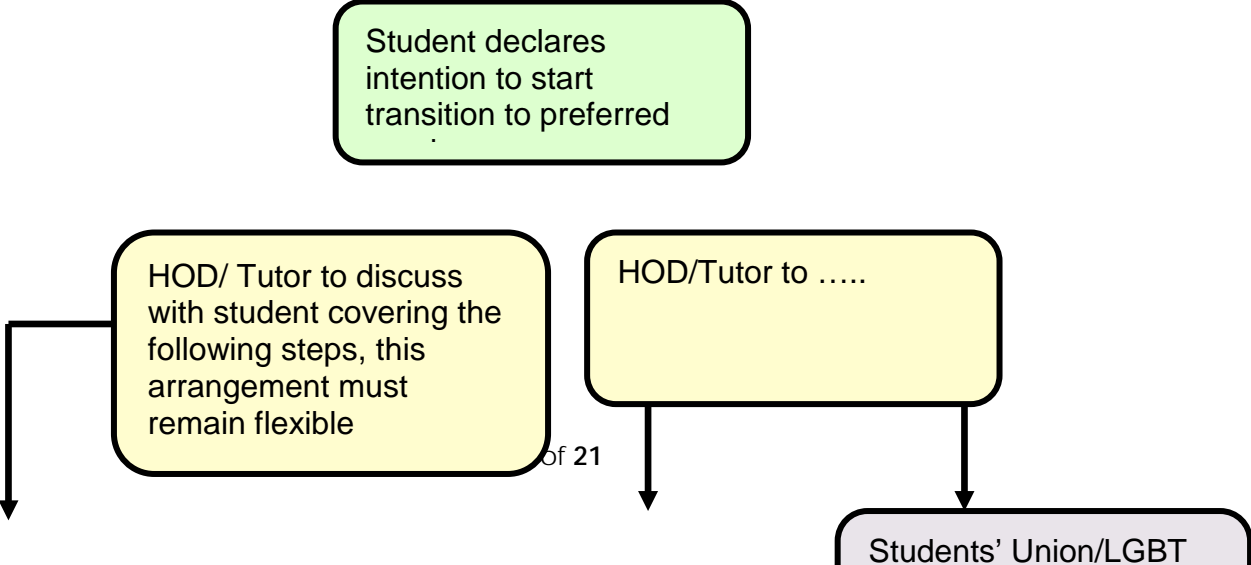 Student declares
intention to start
transition to preferred
HOD/ Tutor to discuss
with student covering the
following steps, this
arrangement must
remain flexible
HOD/Tutor to …..
of 21
Students’ Union/LGBT